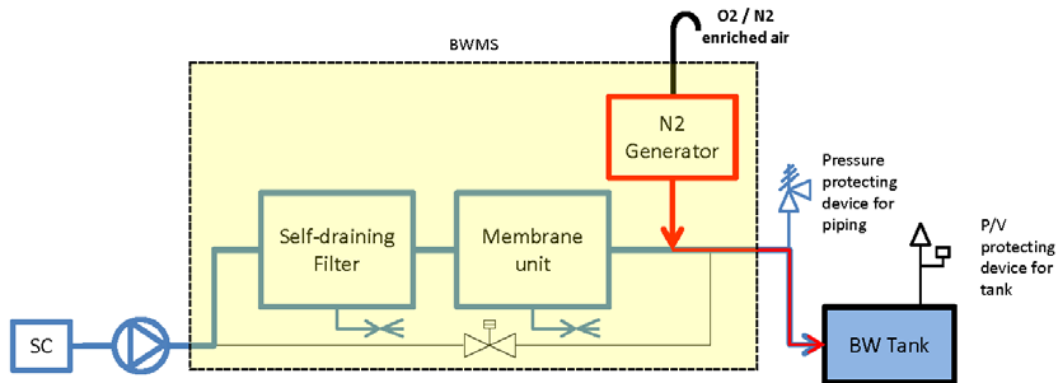 O2 / N2
enriched air
BWMS
N2
Generator
Pressure
protecting
device for
piping
Self-draining
Filter
Membrane
unit
P/V
protecting
device for
tank
SC
BW Tank